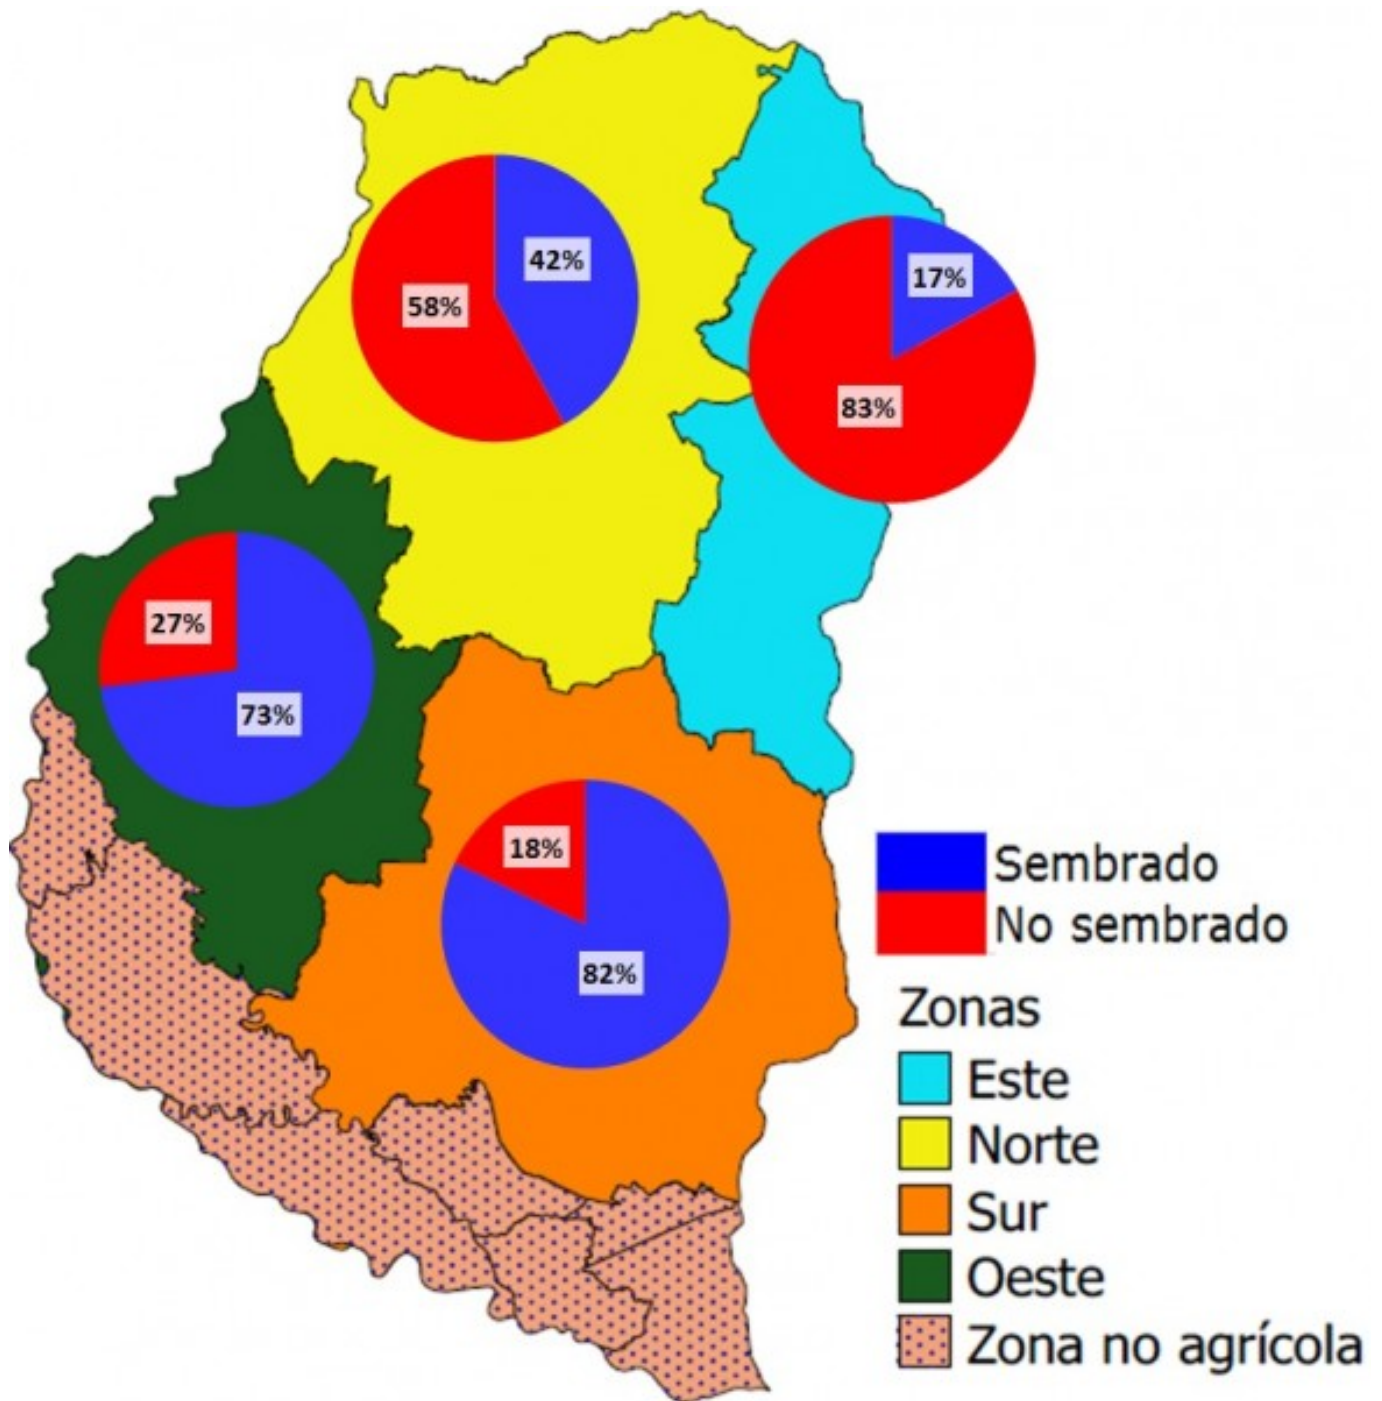 42%
58%
17%
83%
27%
73%
18%
82%
Sembrado
No sembrado
Zonas
Este
Norte
Sur
Oeste
Zona no agrícola